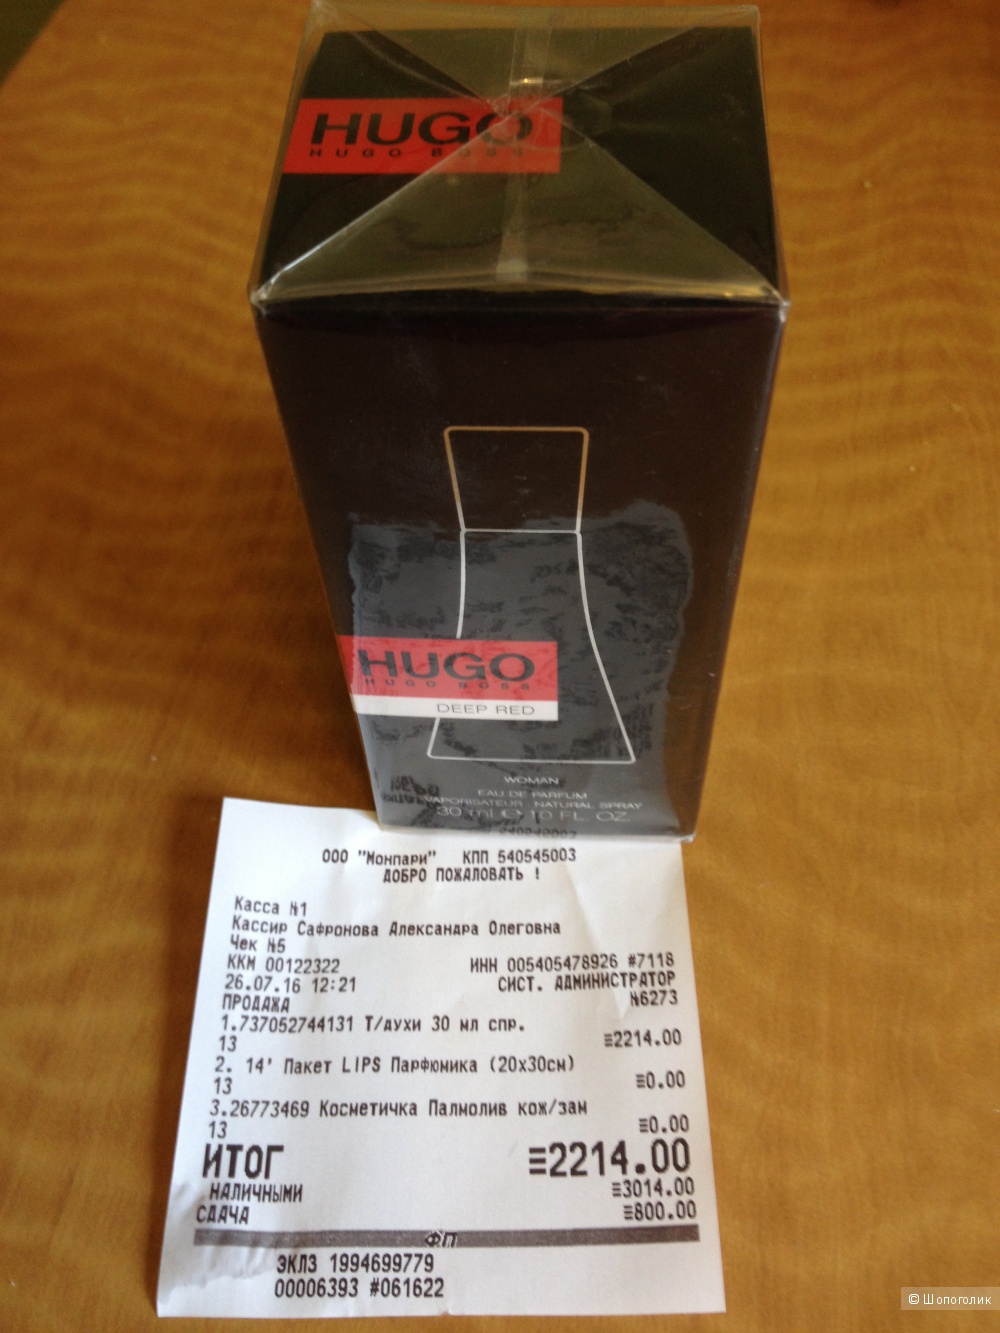 HUGO
HUGO BOSS
HUGO
HUGO BOSS
DEEP RED
WOMAN
EAU DE PARFUM
VAPORISATEUR NATURAL SPRAY
30 ml ℮ 1.0 FL. OZ.
ООО "Монпари" КПП 540545003
ДОБРО ПОЖАЛОВАТЬ !
Касса №1
Кассир Сафронова Александра Олеговна
Чек №5
ККМ 00122322 ИНН 005405478926 #7118
26.07.16 12:21 СИСТ. АДМИНИСТРАТОР
ПРОДАЖА №6273
1.737052744131 Т/духи 30 мл спр.
13 ≡2214.00
2. 14' Пакет LIPS Парфюмика (20х30см)
13 ≡0.00
3.26773469 Косметичка Палмолив кож/зам
13 ≡0.00
ИТОГ ≡2214.00
НАЛИЧНЫМИ ≡3014.00
СДАЧА ≡800.00
ФП
ЭКЛЗ 1994699779
00006393 #061622
© Шопоголик